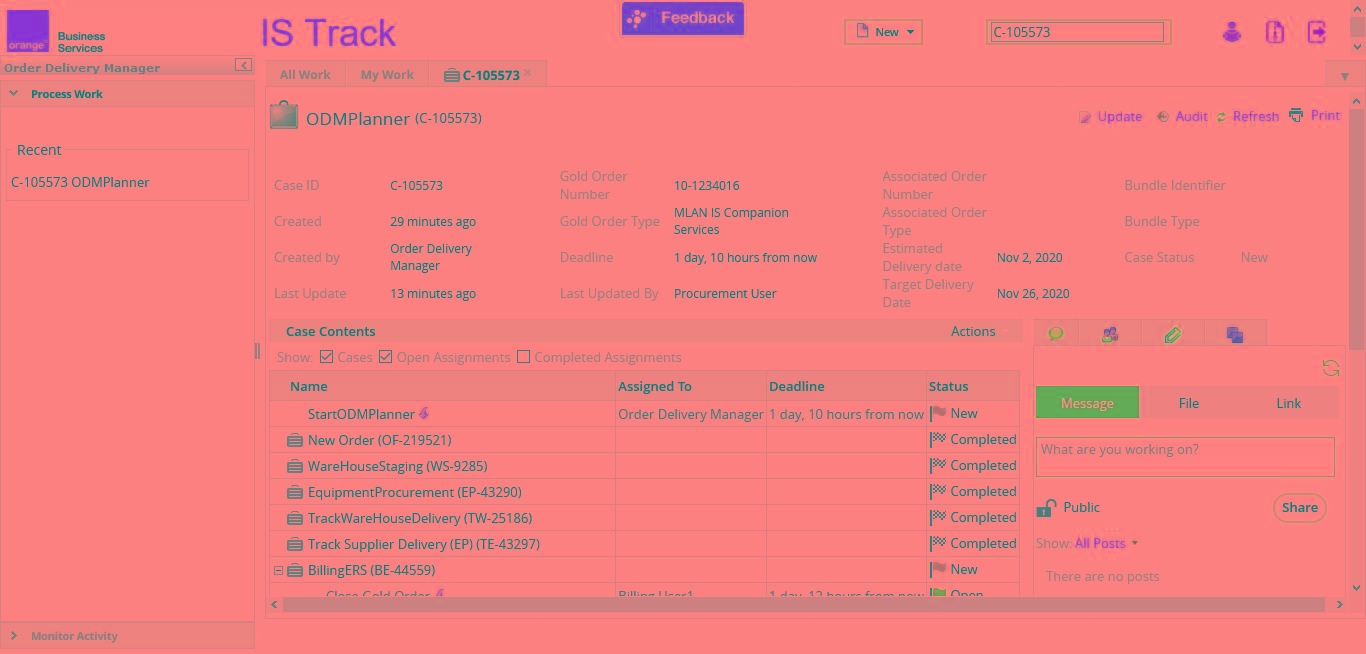 orange
Business
Services
IS Track
Feedback
New
C-105573
Order Delivery Manager
All Work
My Work
C-105573
Process Work
ODMPlanner (C-105573)
Update
Audit
Refresh
Print
Recent
C-105573 ODMPlanner
Case ID
C-105573
Gold Order
Number
10-1234016
Associated Order
Number
Bundle Identifier
Created
29 minutes ago
Gold Order Type
MLAN IS Companion
Services
Associated Order
Type
Bundle Type
Created by
Order Delivery
Manager
Deadline
1 day, 10 hours from now
Estimated
Delivery date
Nov 2, 2020
Case Status
New
Last Update
13 minutes ago
Last Updated By
Procurement User
Target Delivery
Date
Nov 26, 2020
Case Contents
Actions
Show: Cases Open Assignments Completed Assignments
Name Assigned To Deadline Status
StartODMPlanner Order Delivery Manager 1 day, 10 hours from now New
New Order (OF-219521) Completed
WareHouseStaging (WS-9285) Completed
EquipmentProcurement (EP-43290) Completed
TrackWareHouseDelivery (TW-25186) Completed
Track Supplier Delivery (EP) (TE-43297) Completed
BillingERS (BE-44559) New
Close Gold Order Billing User1 1 day, 12 hours from now Open
Message
File
Link
What are you working on?
Public
Share
Show: All Posts
There are no posts
Monitor Activity